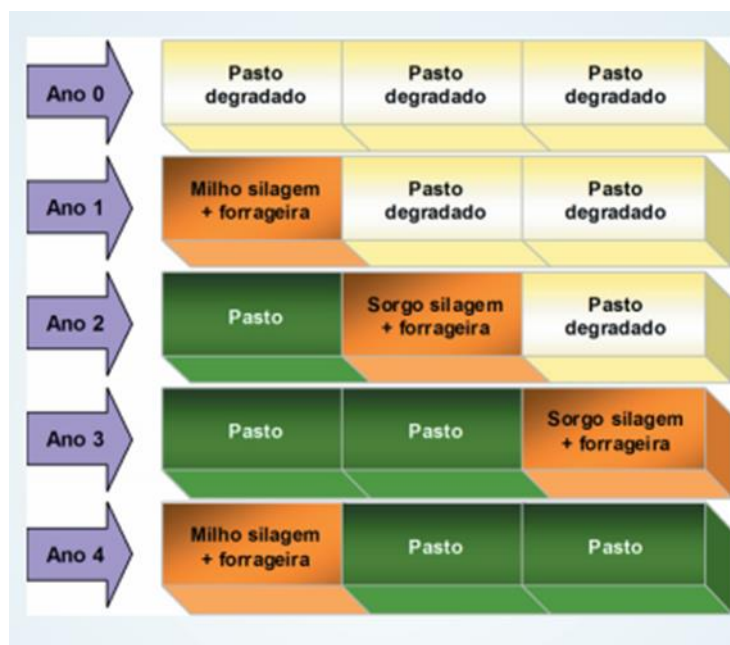 Ano 0
Pasto
degradado
Pasto
degradado
Pasto
degradado
Ano 1
Milho silagem
+ forrageira
Pasto
degradado
Pasto
degradado
Ano 2
Pasto
Sorgo silagem
+ forrageira
Pasto
degradado
Ano 3
Pasto
Pasto
Sorgo silagem
+ forrageira
Ano 4
Milho silagem
+ forrageira
Pasto
Pasto